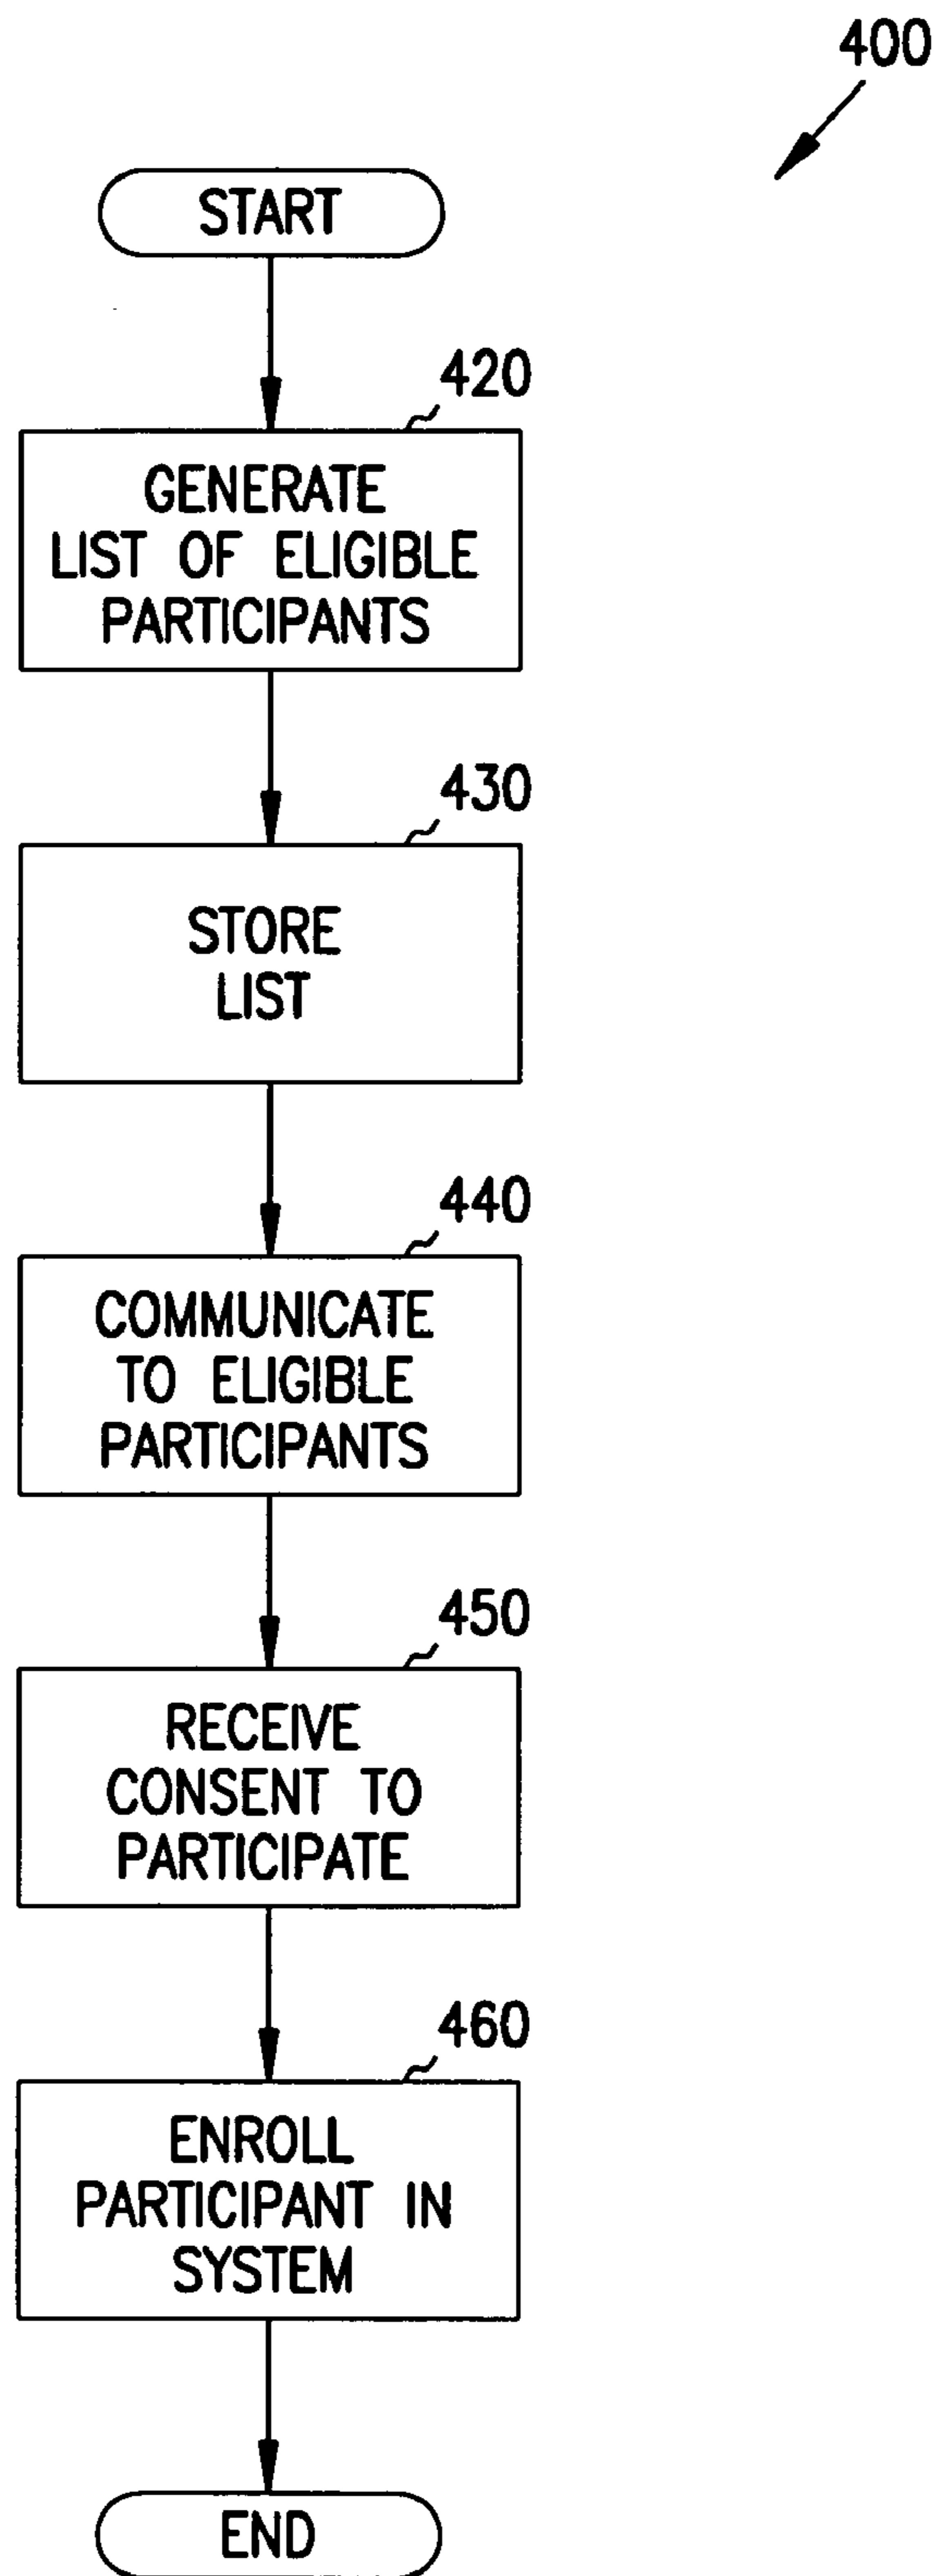 400
START
420
GENERATE
LIST OF ELIGIBLE
PARTICIPANTS
430
STORE
LIST
440
COMMUNICATE
TO ELIGIBLE
PARTICIPANTS
450
RECEIVE
CONSENT TO
PARTICIPATE
460
ENROLL
PARTICIPANT IN
SYSTEM
END